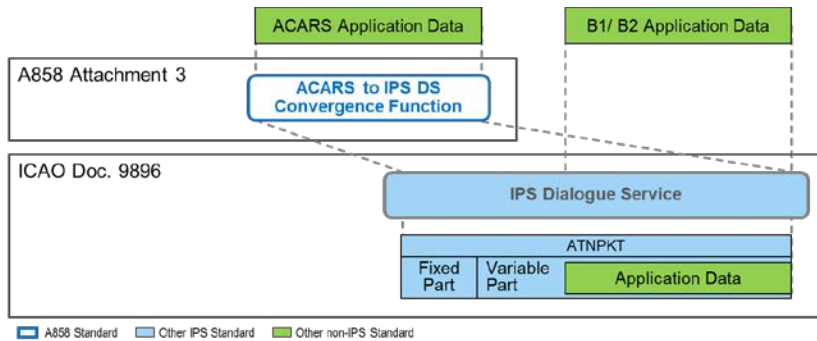 ACARS Application Data
B1/ B2 Application Data
A858 Attachment 3
ACARS to IPS DS
Convergence Function
ICAO Doc. 9896
IPS Dialogue Service
ATNPKT
Fixed
Part
Variable
Part
Application Data
A858 Standard
Other IPS Standard
Other non-IPS Standard